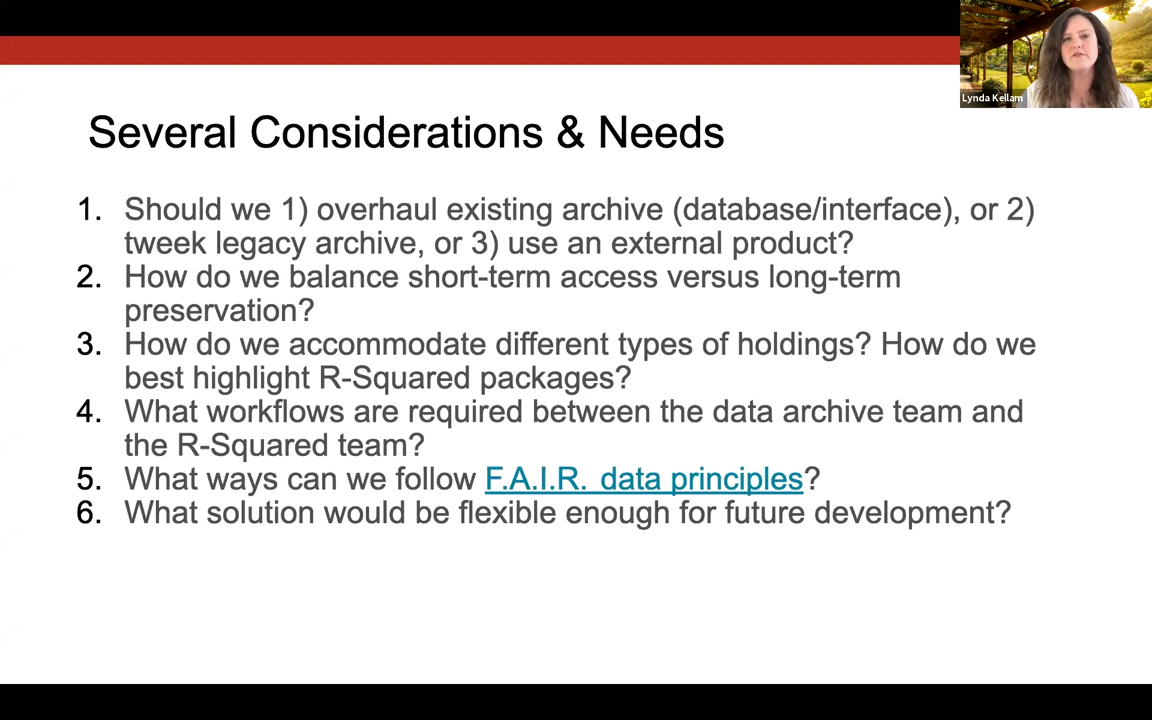 Lynda Kellam
Several Considerations & Needs
1. Should we 1) overhaul existing archive (database/interface), or 2)
tweek legacy archive, or 3) use an external product?
2. How do we balance short-term access versus long-term
preservation?
3. How do we accommodate different types of holdings? How do we
best highlight R-Squared packages?
4. What workflows are required between the data archive team and
the R-Squared team?
5. What ways can we follow F.A.I.R. data principles?
6. What solution would be flexible enough for future development?